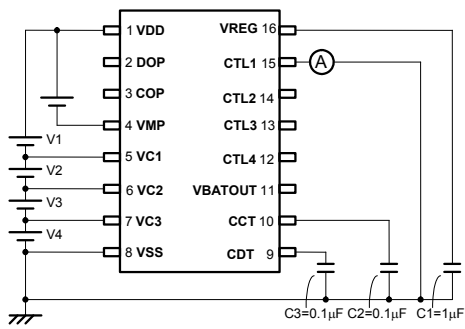 1 VDD
2 DOP
3 COP
4 VMP
5 VC1
6 VC2
7 VC3
8 VSS
VREG 16
CTL1 15
CTL2 14
CTL3 13
CTL4 12
VBATOUT 11
CCT 10
CDT 9
A
V1
V2
V3
V4
C3=0.1μF
C2=0.1μF
C1=1μF